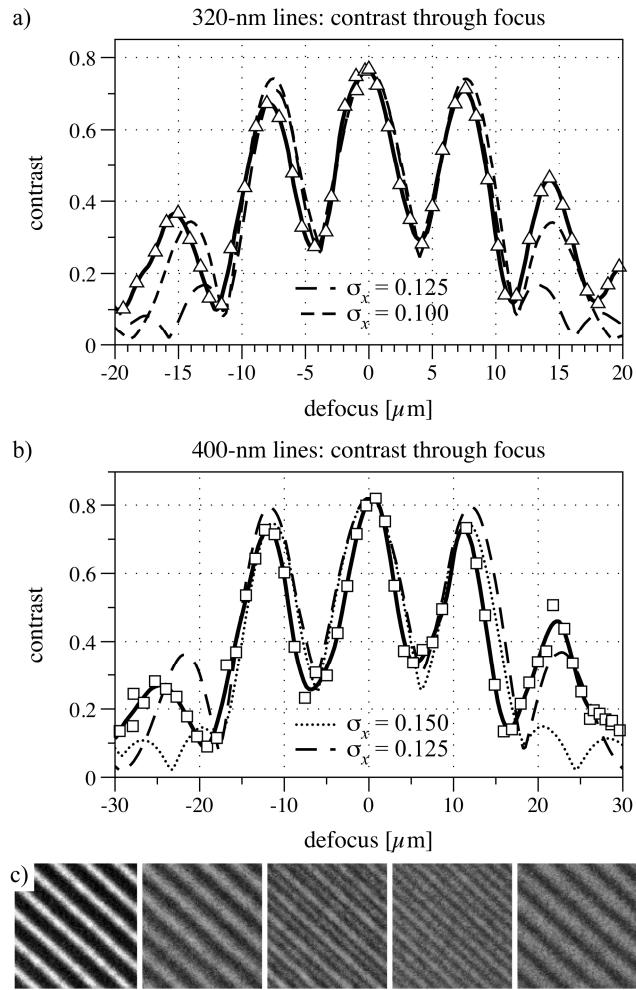 a)
320-nm lines: contrast through focus
0.8
0.6
0.4
0.2
0
contrast
σx = 0.125
σx = 0.100
-20 -15 -10 -5 0 5 10 15 20
defocus [μm]
b)
400-nm lines: contrast through focus
0.8
0.6
0.4
0.2
0
contrast
σx = 0.150
σx = 0.125
-30 -20 -10 0 10 20 30
defocus [μm]
c)